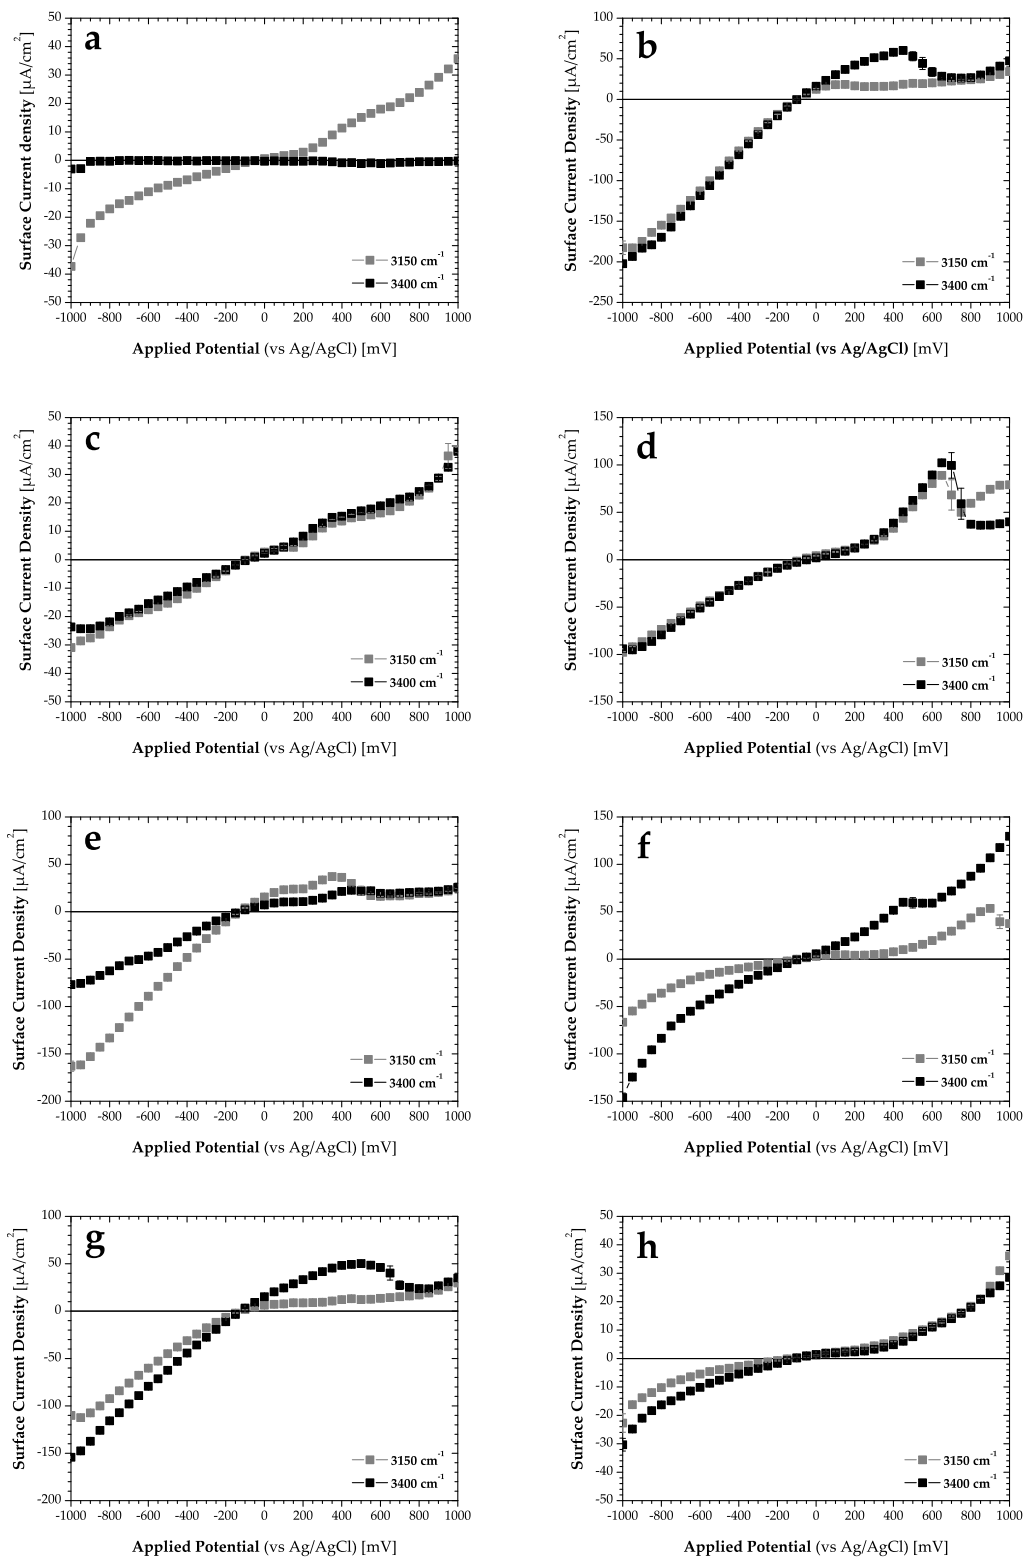 a
Surface Current density [µA/cm²]
50
40
30
20
10
0
-10
-20
-30
-40
-50
3150 cm⁻¹
3400 cm⁻¹
-1000 -800 -600 -400 -200 0 200 400 600 800 1000
Applied Potential (vs Ag/AgCl) [mV]
b
Surface Current Density [µA/cm²]
100
50
0
-50
-100
-150
-200
-250
3150 cm⁻¹
3400 cm⁻¹
-1000 -800 -600 -400 -200 0 200 400 600 800 1000
Applied Potential (vs Ag/AgCl) [mV]
c
Surface Current Density [µA/cm²]
50
40
30
20
10
0
-10
-20
-30
-40
-50
3150 cm⁻¹
3400 cm⁻¹
-1000 -800 -600 -400 -200 0 200 400 600 800 1000
Applied Potential (vs Ag/AgCl) [mV]
d
Surface Current Density [µA/cm²]
150
100
50
0
-50
-100
-150
3150 cm⁻¹
3400 cm⁻¹
-1000 -800 -600 -400 -200 0 200 400 600 800 1000
Applied Potential (vs Ag/AgCl) [mV]
e
Surface Current Density [µA/cm²]
100
50
0
-50
-100
-150
-200
3150 cm⁻¹
3400 cm⁻¹
-1000 -800 -600 -400 -200 0 200 400 600 800 1000
Applied Potential (vs Ag/AgCl) [mV]
f
Surface Current Density [µA/cm²]
150
100
50
0
-50
-100
-150
3150 cm⁻¹
3400 cm⁻¹
-1000 -800 -600 -400 -200 0 200 400 600 800 1000
Applied Potential (vs Ag/AgCl) [mV]
g
Surface Current Density [µA/cm²]
100
50
0
-50
-100
-150
-200
3150 cm⁻¹
3400 cm⁻¹
-1000 -800 -600 -400 -200 0 200 400 600 800 1000
Applied Potential (vs Ag/AgCl) [mV]
h
Surface Current Density [µA/cm²]
50
40
30
20
10
0
-10
-20
-30
-40
-50
3150 cm⁻¹
3400 cm⁻¹
-1000 -800 -600 -400 -200 0 200 400 600 800 1000
Applied Potential (vs Ag/AgCl) [mV]